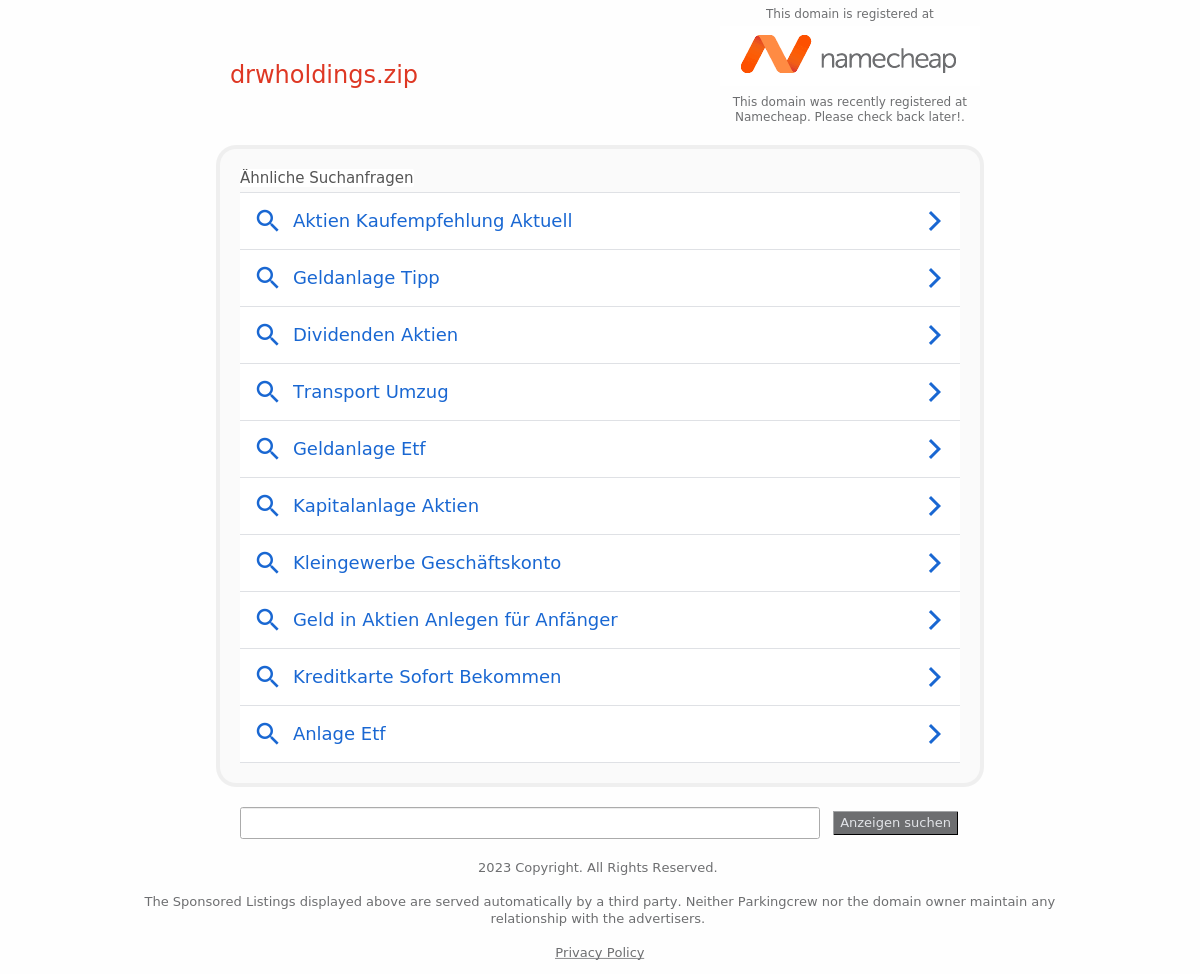 This domain is registered at
namecheap
drwholdings.zip
This domain was recently registered at
Namecheap. Please check back later!.
Ähnliche Suchanfragen
Aktien Kaufempfehlung Aktuell
Geldanlage Tipp
Dividenden Aktien
Transport Umzug
Geldanlage Etf
Kapitalanlage Aktien
Kleingewerbe Geschäftskonto
Geld in Aktien Anlegen für Anfänger
Kreditkarte Sofort Bekommen
Anlage Etf
Anzeigen suchen
2023 Copyright. All Rights Reserved.
The Sponsored Listings displayed above are served automatically by a third party. Neither Parkingcrew nor the domain owner maintain any
relationship with the advertisers.
Privacy Policy